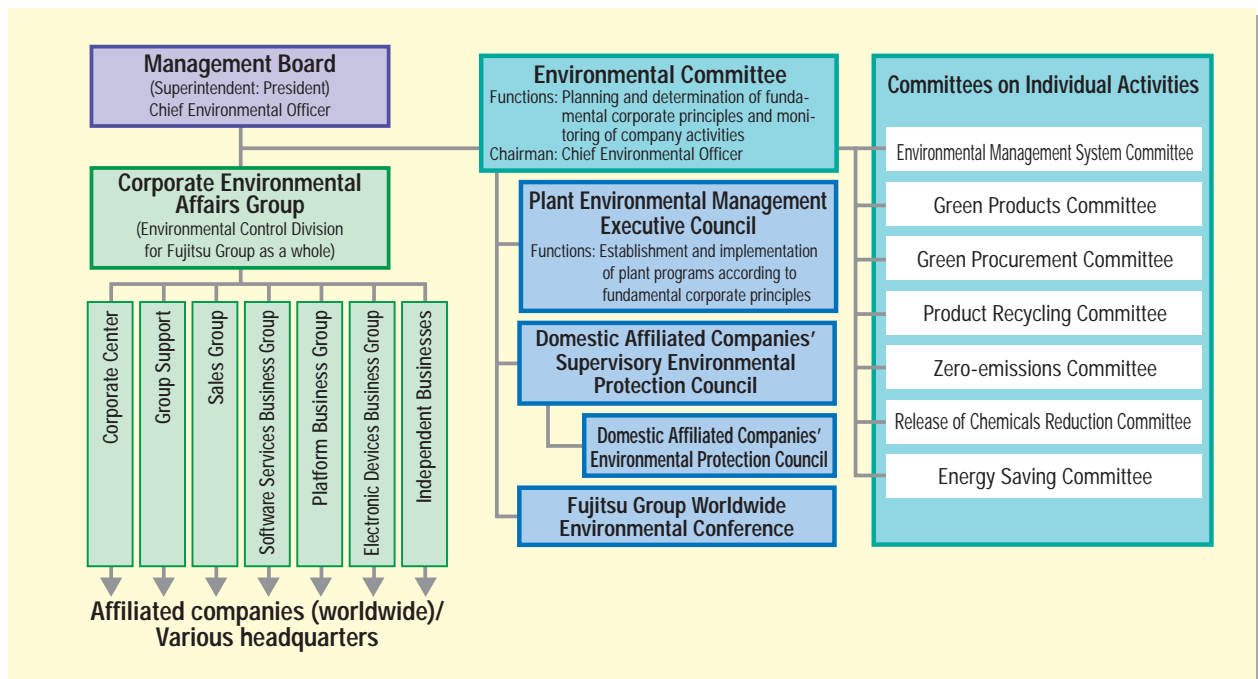 Management Board
(Superintendent: President)
Chief Environmental Officer
Corporate Environmental
Affairs Group
(Environmental Control Division
for Fujitsu Group as a whole)
Corporate Center
Group Support
Sales Group
Software Services Business Group
Platform Business Group
Electronic Devices Business Group
Independent Businesses
Affiliated companies (worldwide)/
Various headquarters
Environmental Committee
Functions: Planning and determination of funda-
mental corporate principles and moni-
toring of company activities
Chairman: Chief Environmental Officer
Plant Environmental Management
Executive Council
Functions: Establishment and implementation
of plant programs according to
fundamental corporate principles
Domestic Affiliated Companies’
Supervisory Environmental
Protection Council
Domestic Affiliated Companies’
Environmental Protection Council
Fujitsu Group Worldwide
Environmental Conference
Committees on Individual Activities
Environmental Management System Committee
Green Products Committee
Green Procurement Committee
Product Recycling Committee
Zero-emissions Committee
Release of Chemicals Reduction Committee
Energy Saving Committee